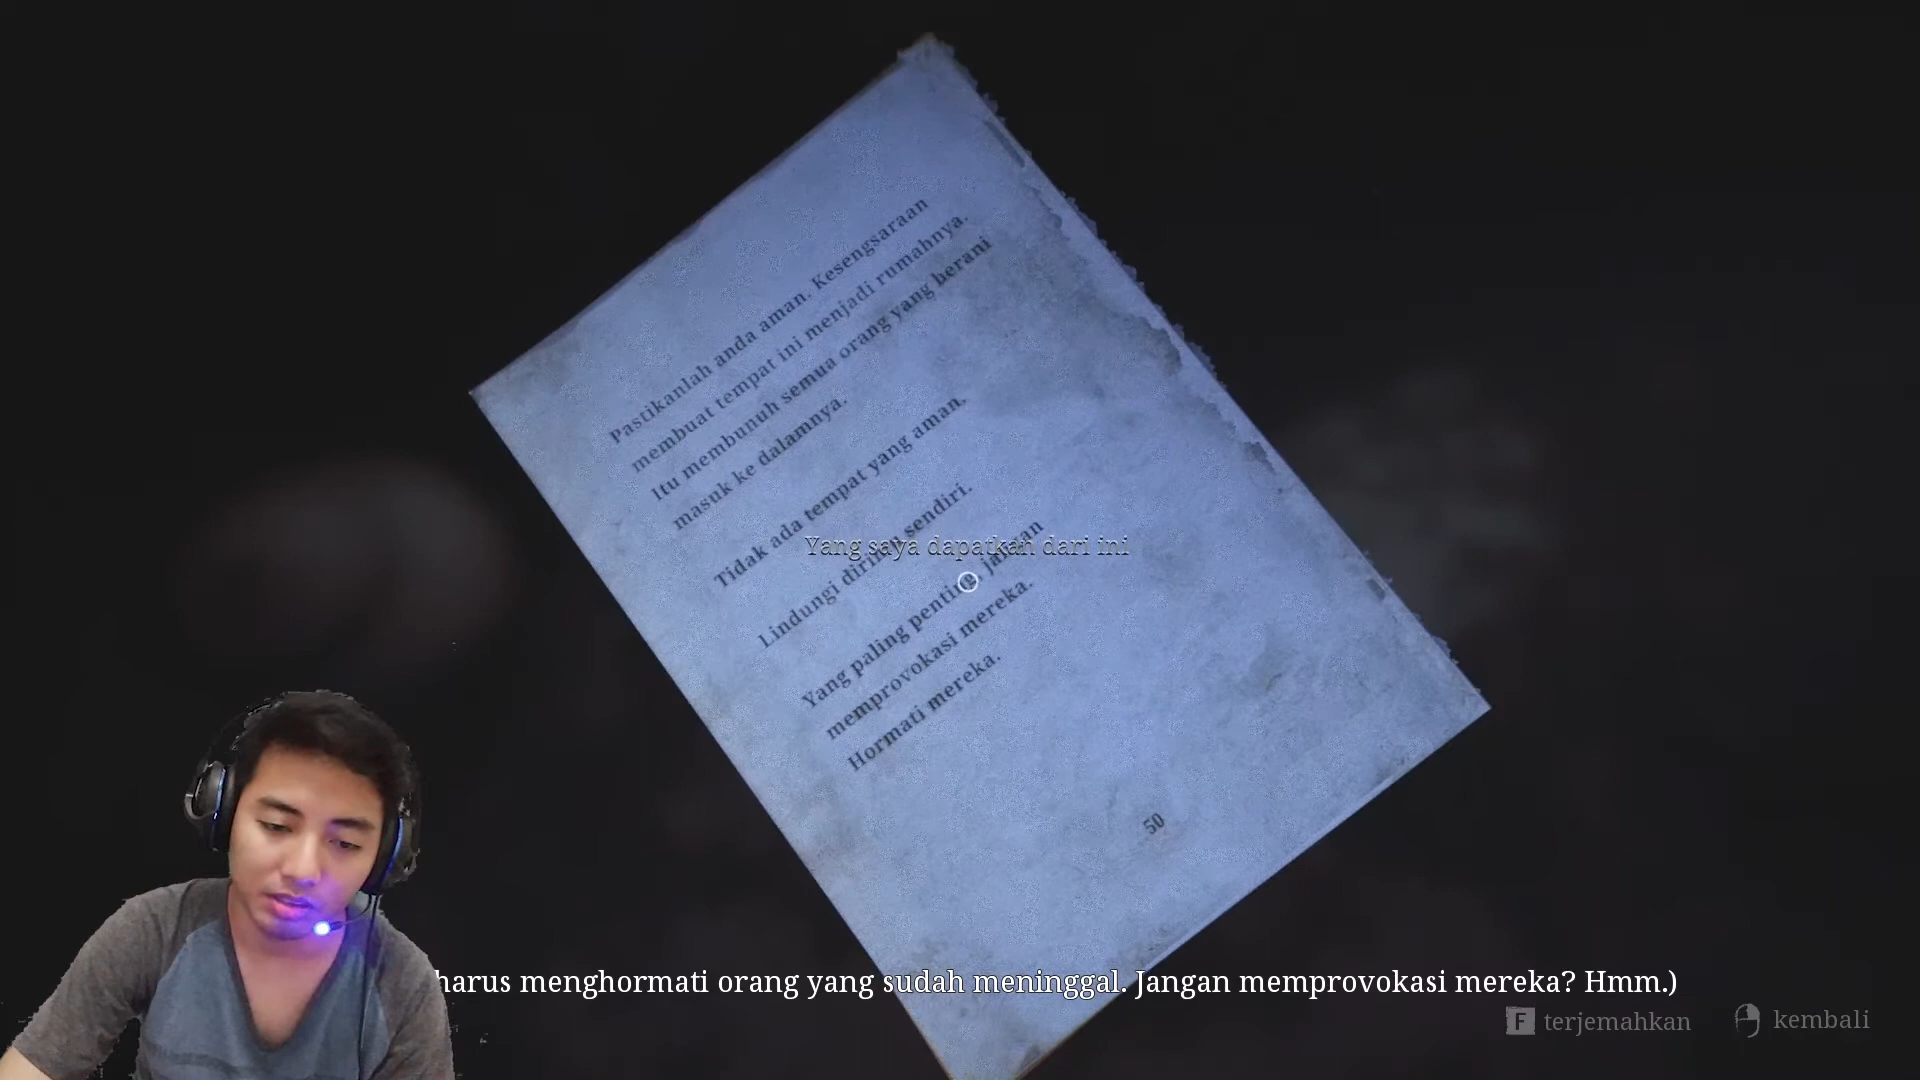 Pastikanlah anda aman. Kesengsaraan
membuat tempat ini menjadi rumahnya.
Itu membunuh semua orang yang berani
masuk ke dalamnya.
Tidak ada tempat yang aman.
Lindungi dirimu sendiri.
Yang saya dapatkan dari ini
Yang paling penting, jangan
memprovokasi mereka.
Hormati mereka.
50
harus menghormati orang yang sudah meninggal. Jangan memprovokasi mereka? Hmm.)
F terjemahkan kembali